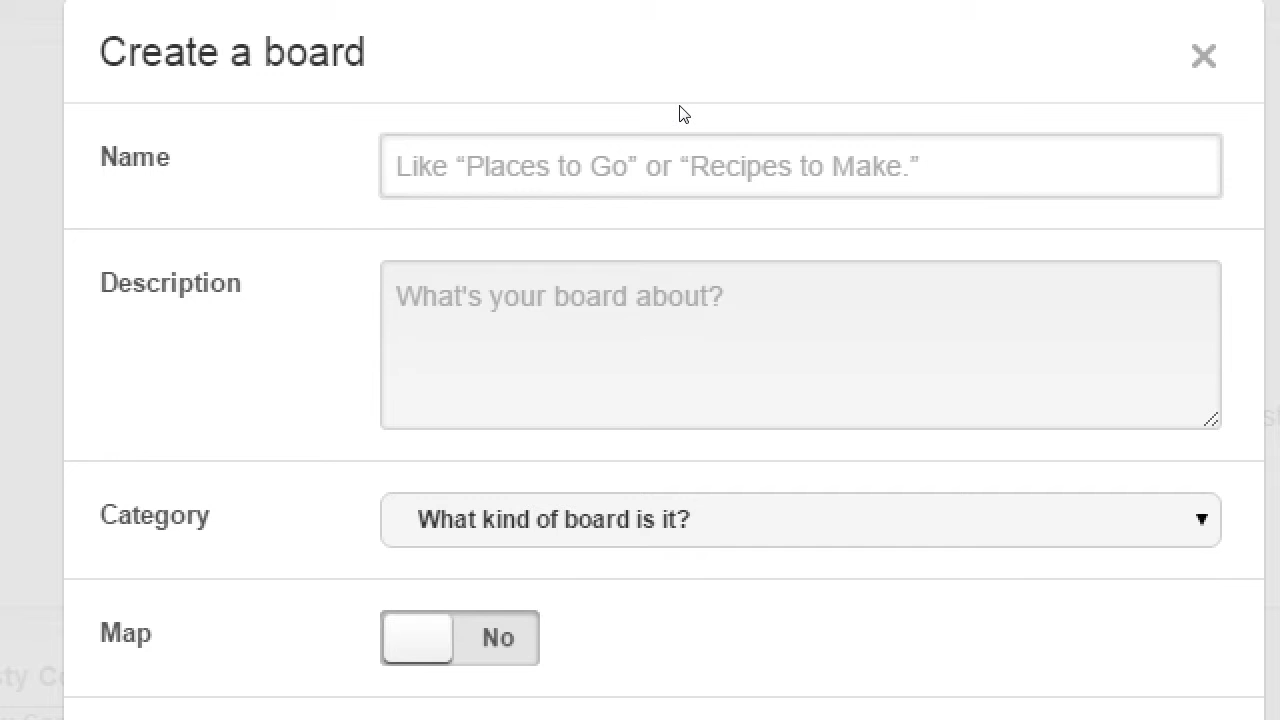 Create a board
Name
Like “Places to Go” or “Recipes to Make.”
Description
What's your board about?
Category
What kind of board is it?
Map
No